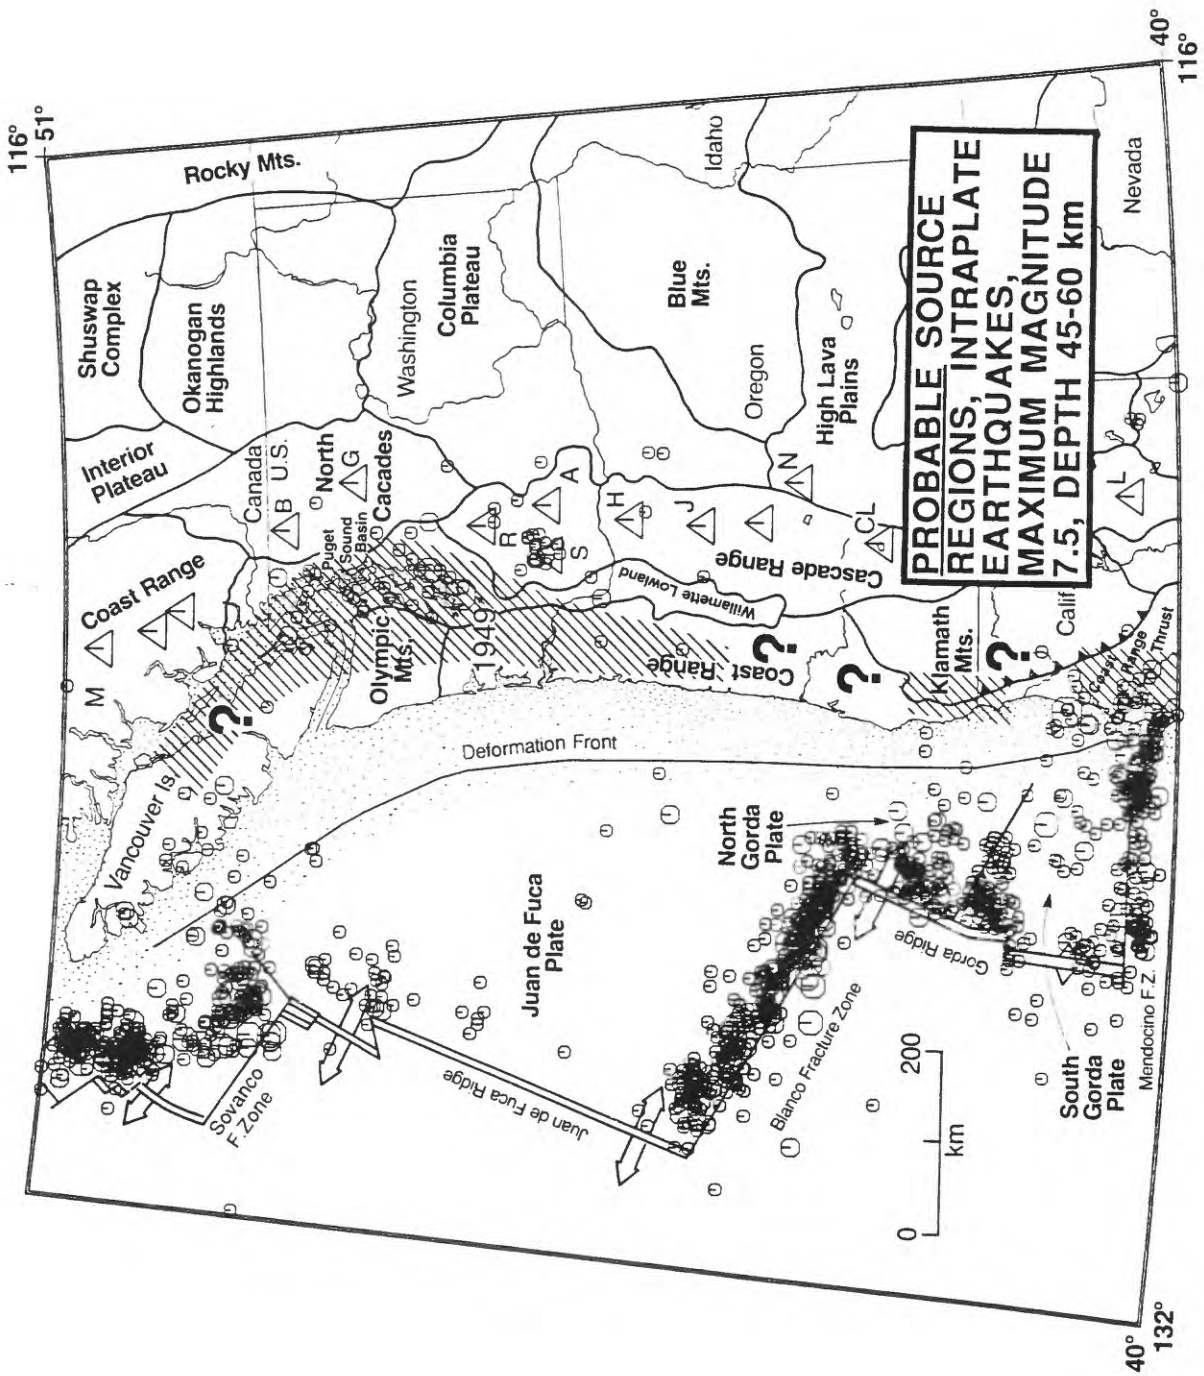 116°
51°
Rocky Mts.
Shuswap
Complex
Okanogan
Highlands
Interior
Plateau
Coast Range
M
Canada
U.S.
B
North
Cacades
G
Puget
Sound
Basin
Washington
Columbia
Plateau
Vancouver Is.
?
Olympic
Mts.
1949
R
A
S
Willamette Lowland
Coast Range
Cascade Range
H
J
N
CL
L
Idaho
Blue
Mts.
Oregon
High Lava
Plains
Nevada
40°
116°
PROBABLE SOURCE
REGIONS, INTRAPLATE
EARTHQUAKES,
MAXIMUM MAGNITUDE
7.5, DEPTH 45-60 km
?
?
?
Klamath
Mts.
Calif
Coast
Range
Thrust
Deformation Front
Sovanco
F. Zone
Juan de Fuca Ridge
Juan de Fuca
Plate
Blanco Fracture Zone
North
Gorda
Plate
Gorda Ridge
South
Gorda
Plate
Mendocino F.Z.
0
200
km
40°
132°